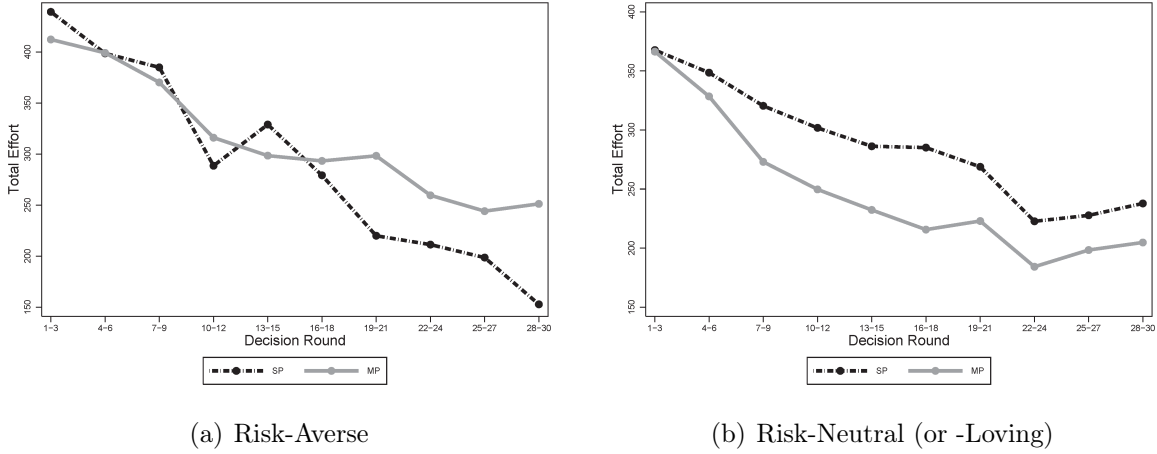 Total Effort
400
350
300
250
200
150
1−3 4−6 7−9 10−12 13−15 16−18 19−21 22−24 25−27 28−30
Decision Round
SP MP
(a) Risk-Averse
Total Effort
400
350
300
250
200
150
1−3 4−6 7−9 10−12 13−15 16−18 19−21 22−24 25−27 28−30
Decision Round
SP MP
(b) Risk-Neutral (or -Loving)